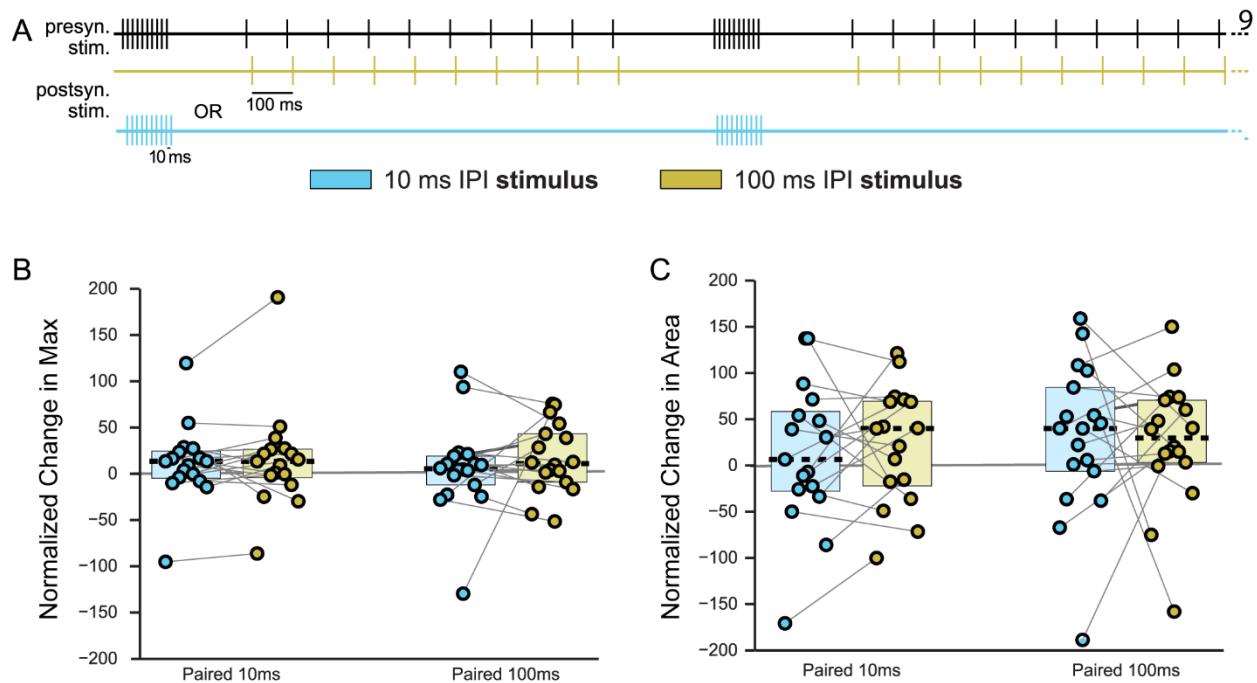 A
presyn.
stim.
9
postsyn.
stim.
100 ms
OR
10 ms
10 ms IPI stimulus
100 ms IPI stimulus
B
Normalized Change in Max
200
150
100
50
0
−50
−100
−150
−200
Paired 10ms
Paired 100ms
C
Normalized Change in Area
200
150
100
50
0
−50
−100
−150
−200
Paired 10ms
Paired 100ms